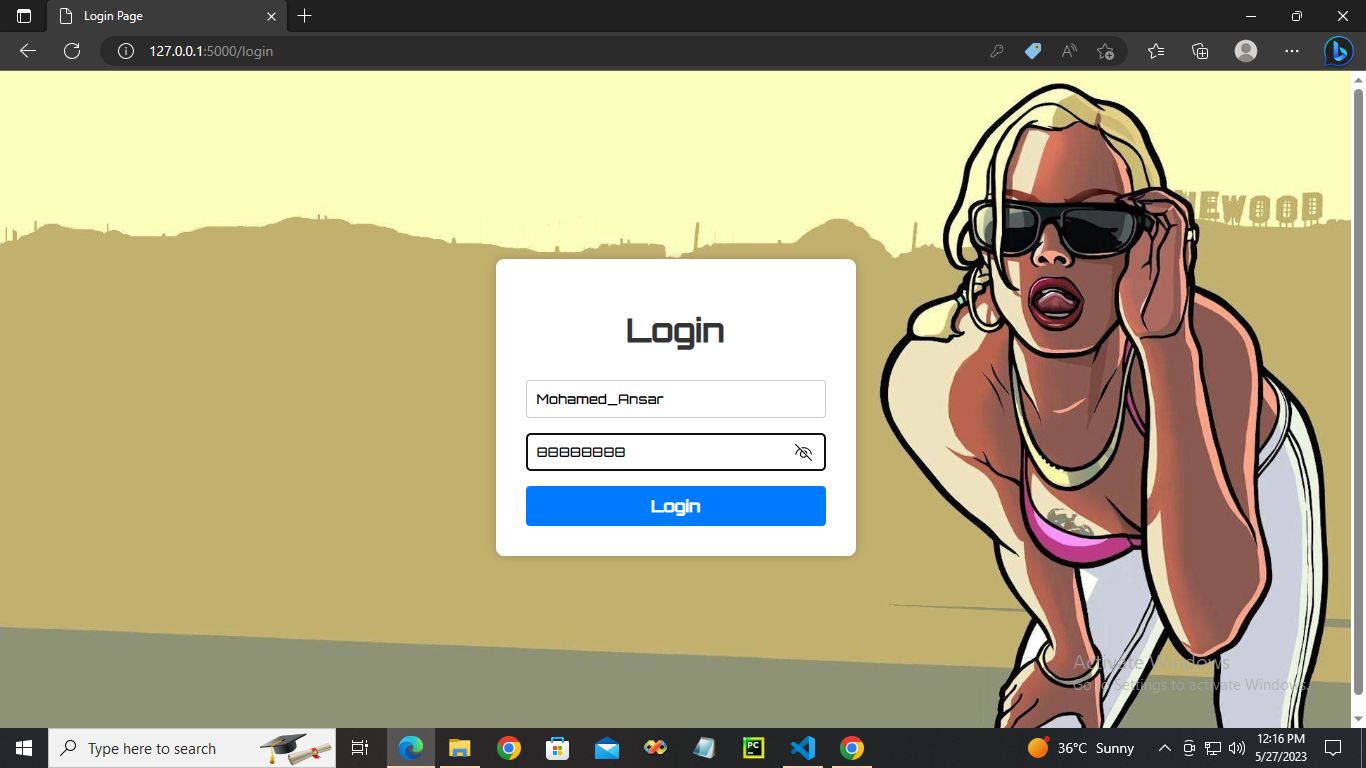 Login Page
127.0.0.1:5000/login
EWOOD
Login
Mohamed_Ansar
88888888
Login
Activate Windows
Go to Settings to activate Windows.
Type here to search
PC
36°C Sunny
12:16 PM
5/27/2023